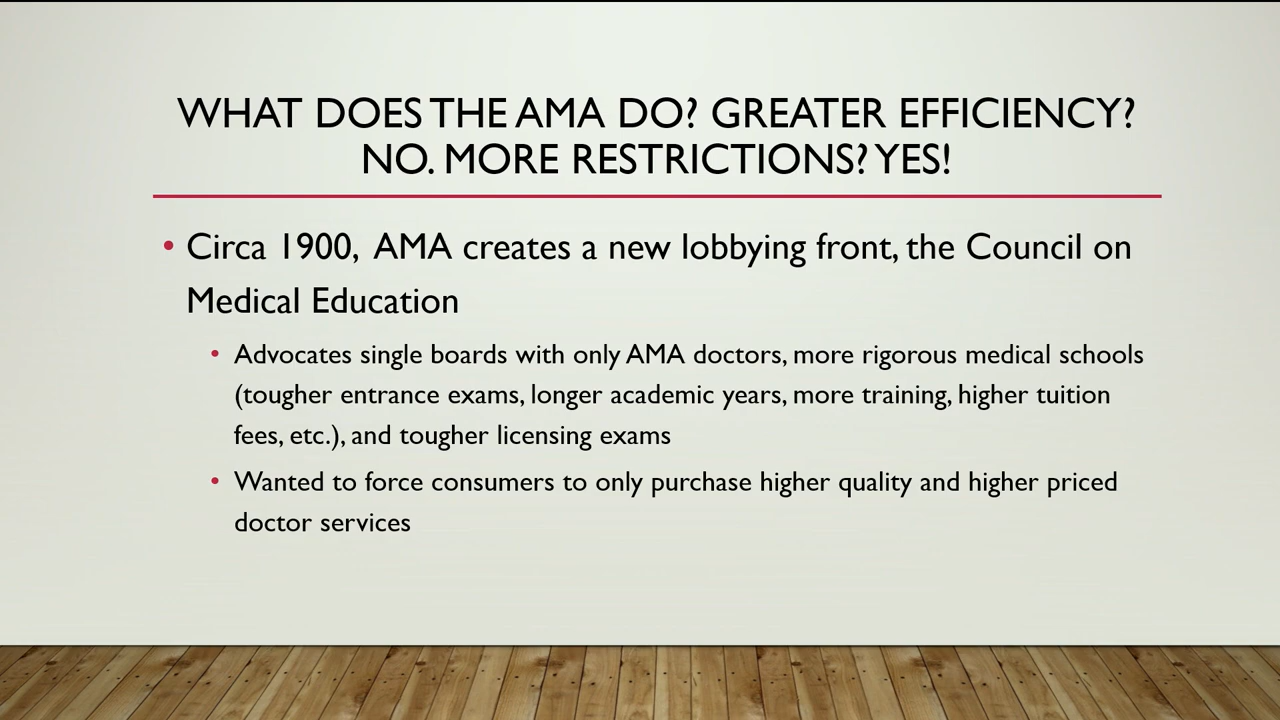 WHAT DOES THE AMA DO? GREATER EFFICIENCY?
NO. MORE RESTRICTIONS? YES!
• Circa 1900, AMA creates a new lobbying front, the Council on
Medical Education
• Advocates single boards with only AMA doctors, more rigorous medical schools
(tougher entrance exams, longer academic years, more training, higher tuition
fees, etc.), and tougher licensing exams
• Wanted to force consumers to only purchase higher quality and higher priced
doctor services